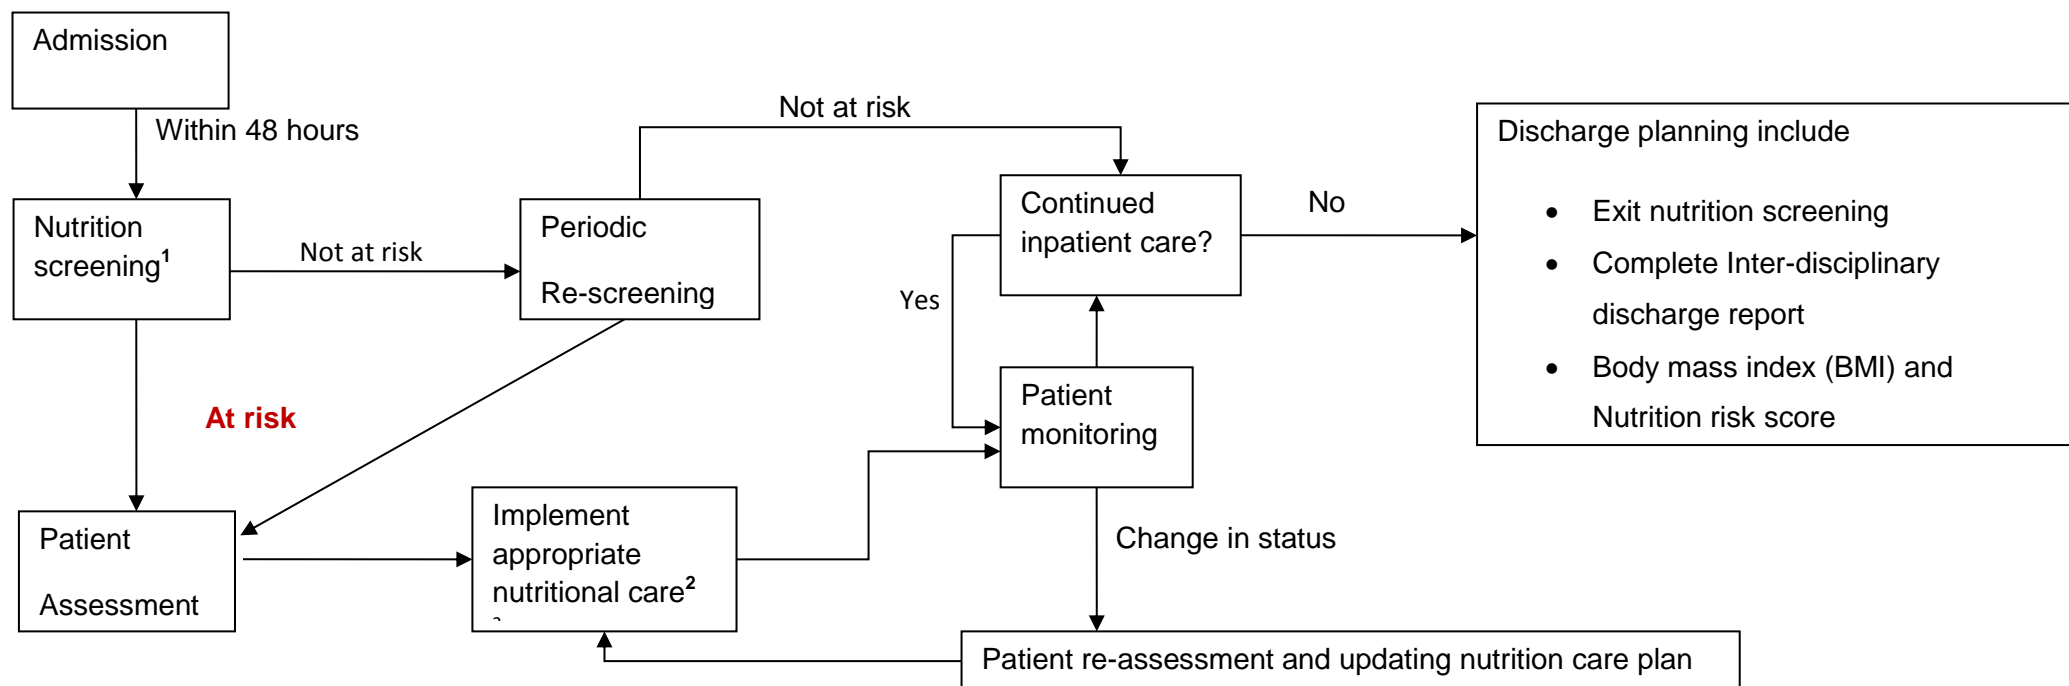 Admission
Within 48 hours
Nutrition
screening¹
Not at risk
Periodic
Re-screening
Not at risk
Continued
inpatient care?
No
Yes
Discharge planning include
• Exit nutrition screening
• Complete Inter-disciplinary
discharge report
• Body mass index (BMI) and
Nutrition risk score
At risk
Patient
monitoring
Patient
Assessment
Implement
appropriate
nutritional care²
Change in status
Patient re-assessment and updating nutrition care plan